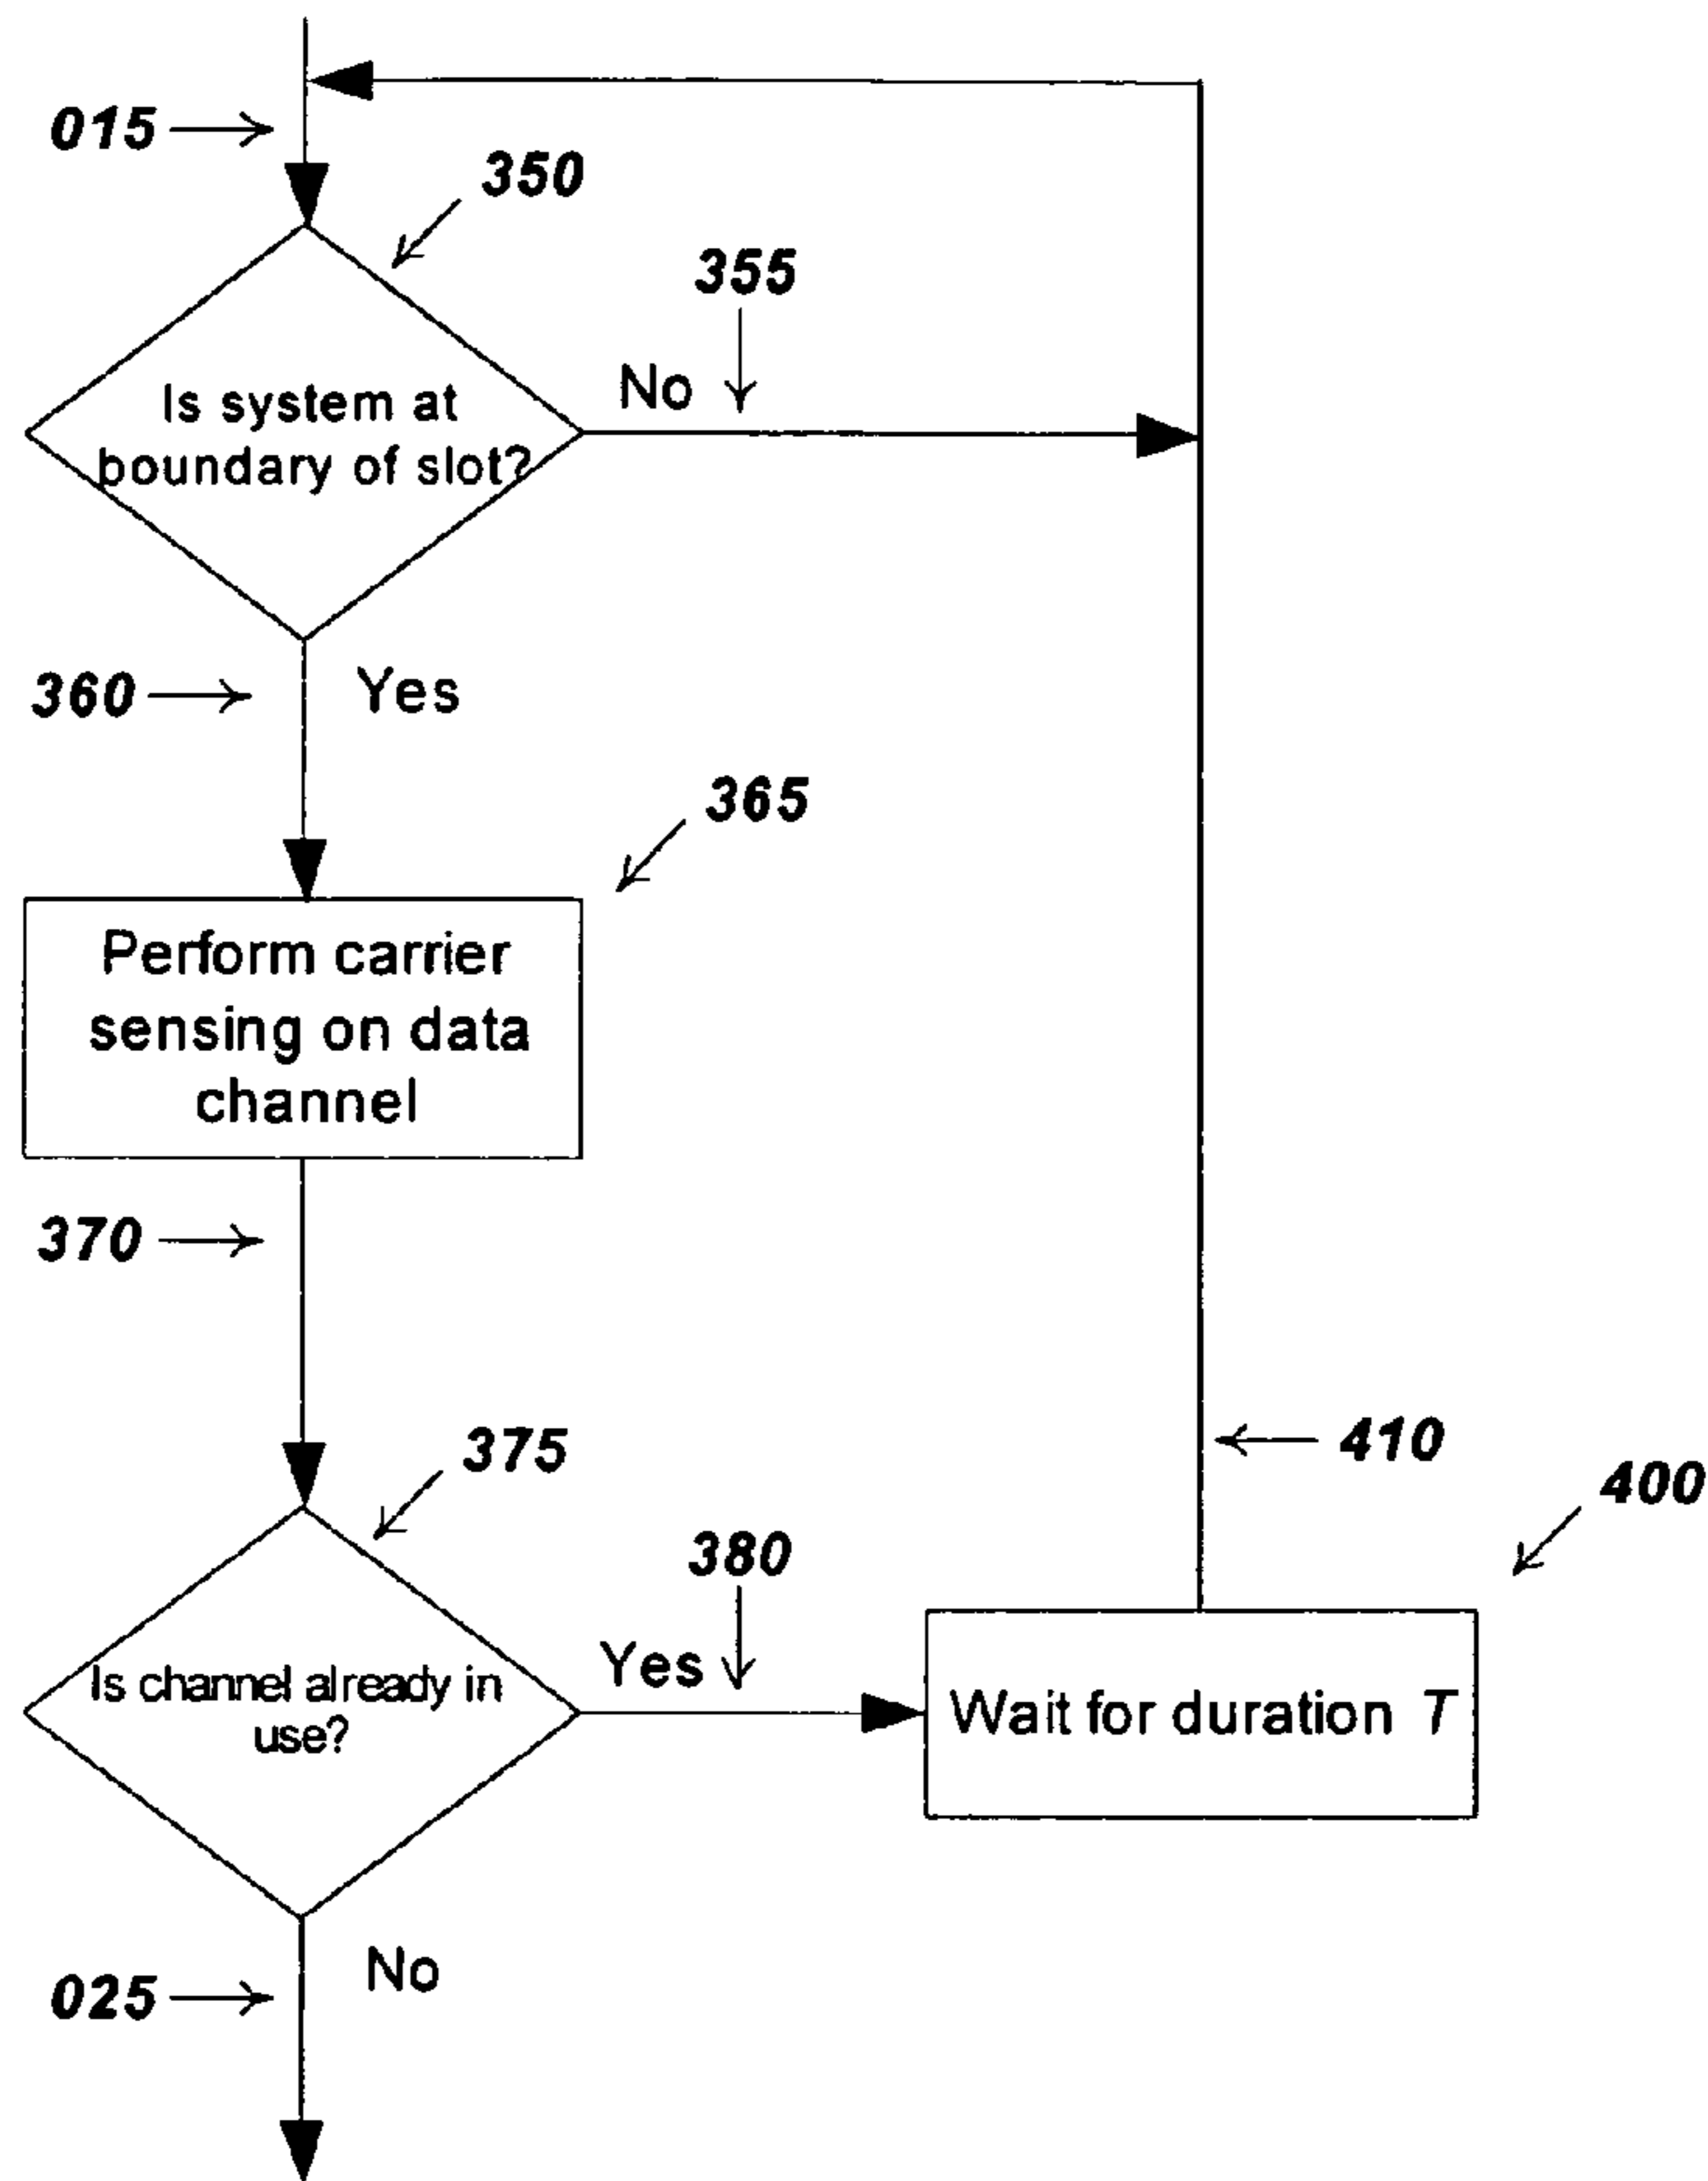 015
350
355
No
Is system at
boundary of slot?
360
Yes
365
Perform carrier
sensing on data
channel
370
375
410
400
380
Yes
Is channel already in
use?
Wait for duration T
No
025